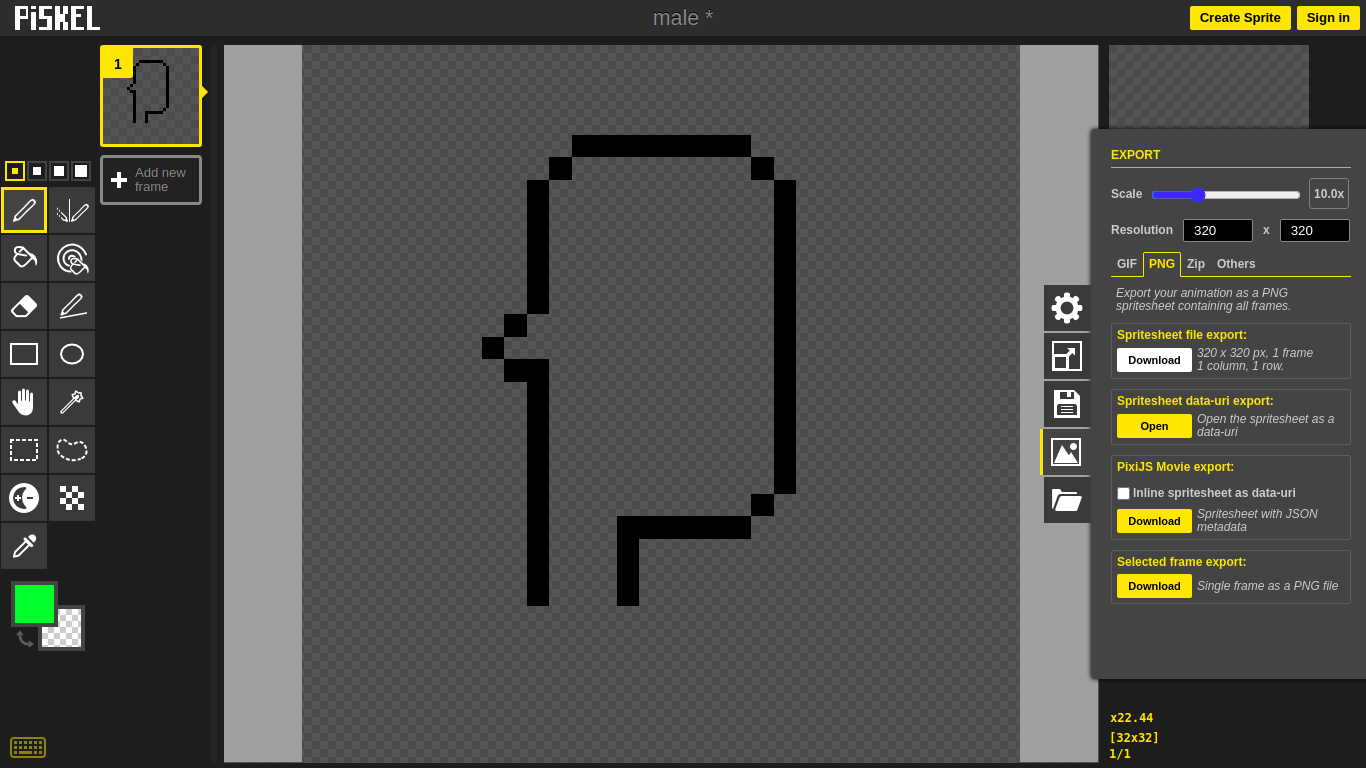 PiSKEL
male *
Create Sprite
Sign in
1
Add new
frame
EXPORT
Scale
10.0x
Resolution
320
x
320
GIF
PNG
Zip
Others
Export your animation as a PNG
spritesheet containing all frames.
Spritesheet file export:
Download
320 x 320 px, 1 frame
1 column, 1 row.
Spritesheet data-uri export:
Open
Open the spritesheet as a
data-uri
PixiJS Movie export:
Inline spritesheet as data-uri
Download
Spritesheet with JSON
metadata
Selected frame export:
Download
Single frame as a PNG file
x22.44
[32x32]
1/1